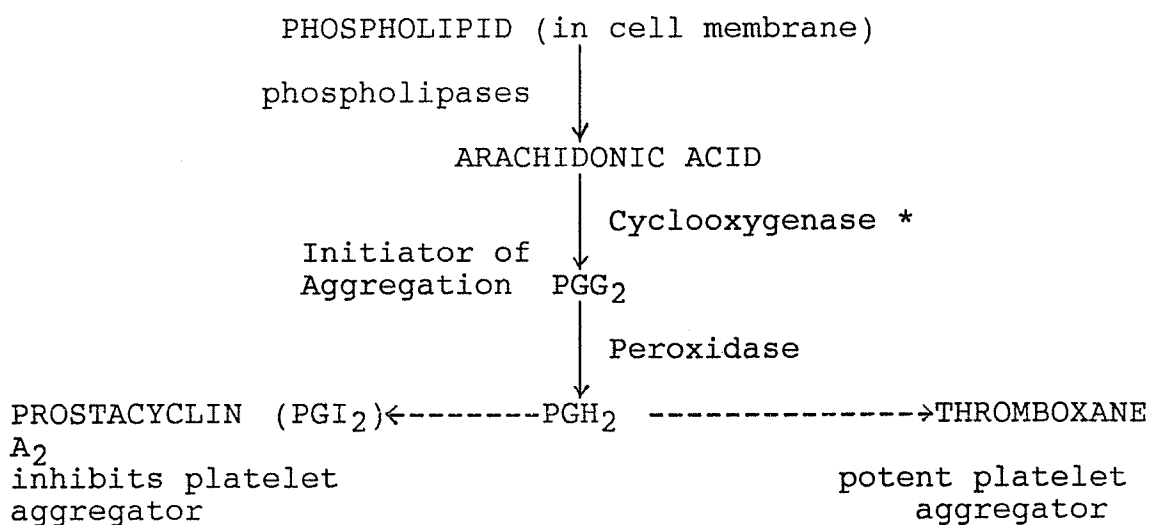 PHOSPHOLIPID (in cell membrane)
phospholipases
ARACHIDONIC ACID
Cyclooxygenase *
Initiator of
Aggregation PGG₂
Peroxidase
PROSTACYCLIN (PGI₂)<-------PGH₂ -------------->THROMBOXANE
A₂
inhibits platelet potent platelet
aggregator aggregator